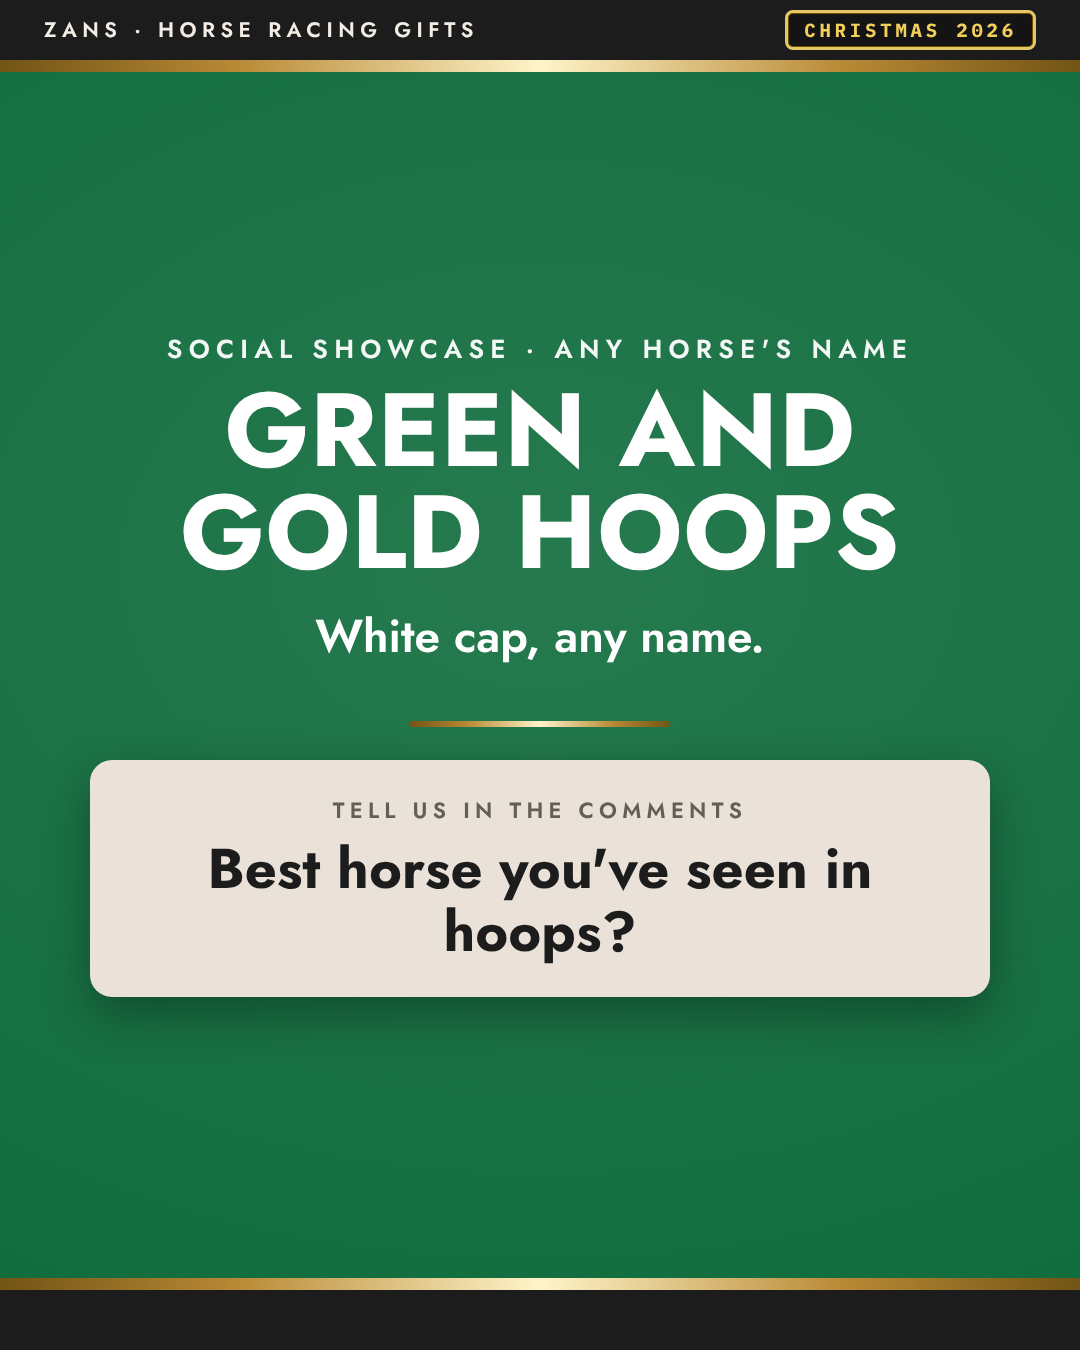 ZANS · HORSE RACING GIFTS
CHRISTMAS 2026
SOCIAL SHOWCASE · ANY HORSE'S NAME
GREEN AND
GOLD HOOPS
White cap, any name.
TELL US IN THE COMMENTS
Best horse you've seen in
hoops?